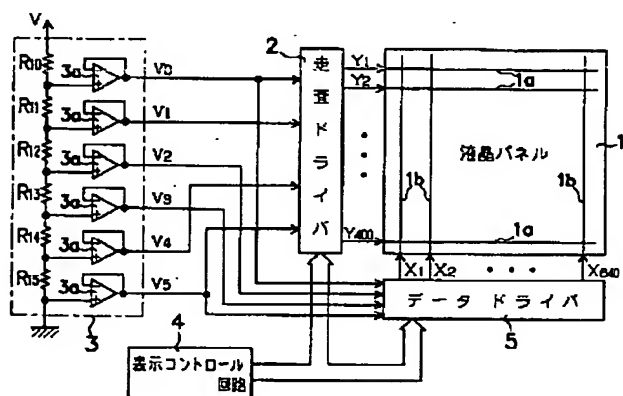 V
R10
3a
V0
R11
3a
V1
R12
3a
V2
R13
3a
V3
R14
3a
V4
R15
3a
V5
3
2
走査ドライバ
Y1
Y2
Y400
1a
液晶パネル
1
1b
1b
1a
X1
X2
X640
データドライバ
5
4
表示コントロール
回路